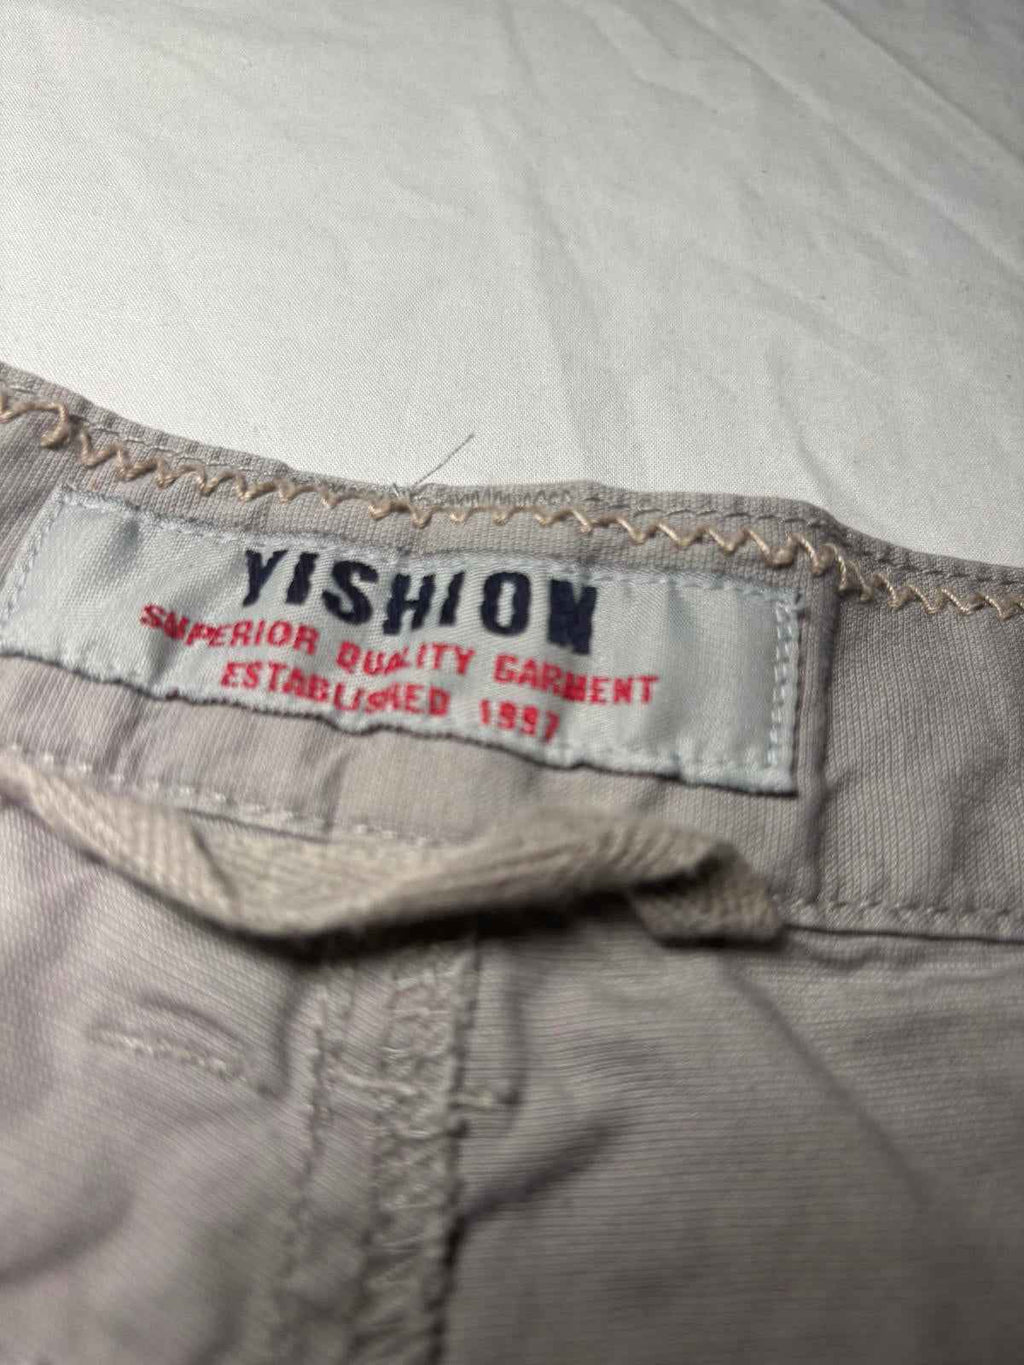 YISHION
SUPERIOR QUALITY GARMENT
ESTABLISHED 1997